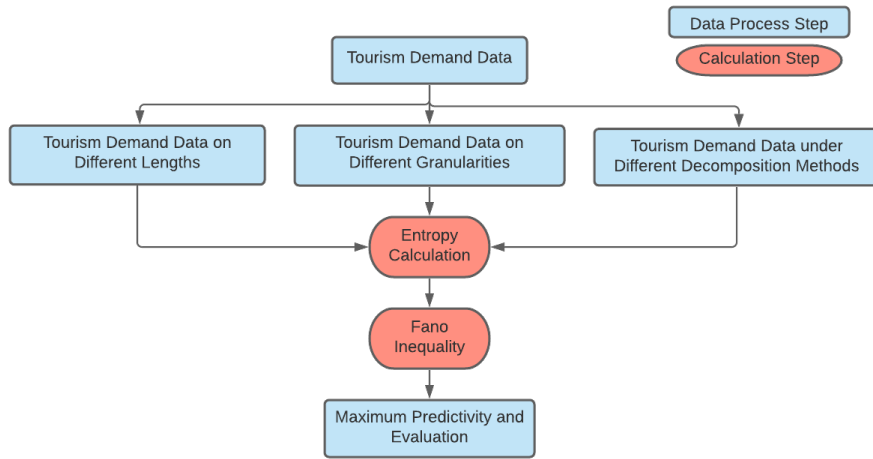 Data Process Step
Calculation Step
Tourism Demand Data
Tourism Demand Data on
Different Lengths
Tourism Demand Data on
Different Granularities
Tourism Demand Data under
Different Decomposition Methods
Entropy
Calculation
Fano
Inequality
Maximum Predictivity and
Evaluation